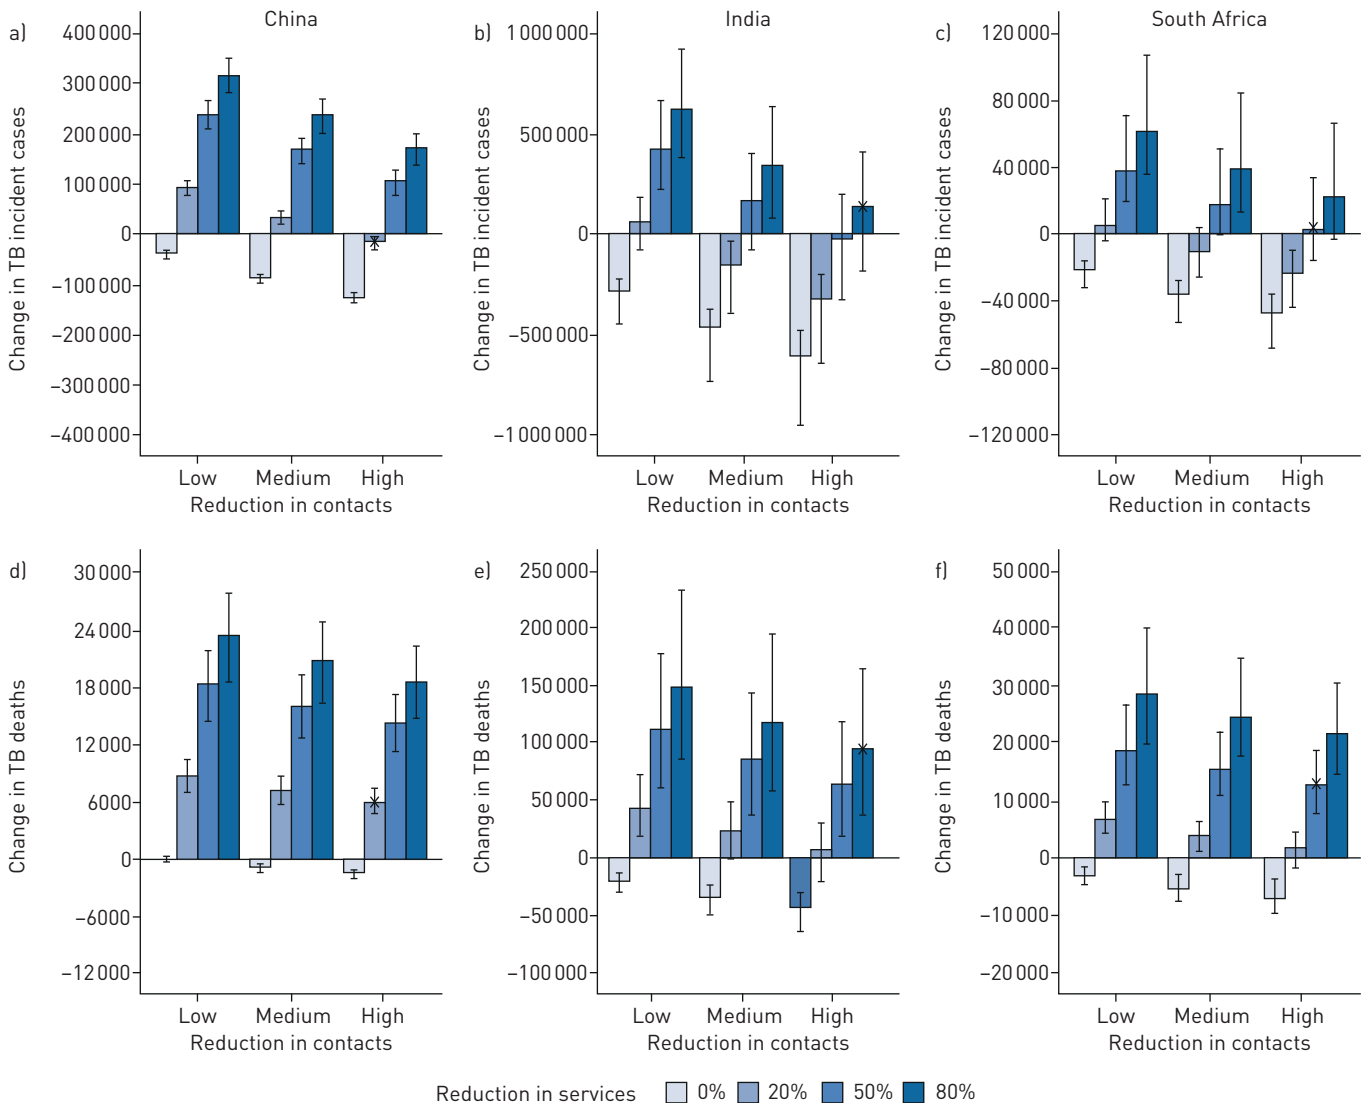 a)
China
400 000
300 000
200 000
100 000
0
−100 000
−200 000
−300 000
−400 000
Change in TB incident cases
Low Medium High
Reduction in contacts
b)
India
1 000 000
500 000
0
−500 000
−1 000 000
Change in TB incident cases
Low Medium High
Reduction in contacts
c)
South Africa
120 000
80 000
40 000
0
−40 000
−80 000
−120 000
Change in TB incident cases
Low Medium High
Reduction in contacts
d)
30 000
24 000
18 000
12 000
6000
0
−6000
−12 000
Change in TB deaths
Low Medium High
Reduction in contacts
e)
250 000
200 000
150 000
100 000
50 000
0
−50 000
−100 000
Change in TB deaths
Low Medium High
Reduction in contacts
f)
50 000
40 000
30 000
20 000
10 000
0
−10 000
−20 000
Change in TB deaths
Low Medium High
Reduction in contacts
Reduction in services 0% 20% 50% 80%